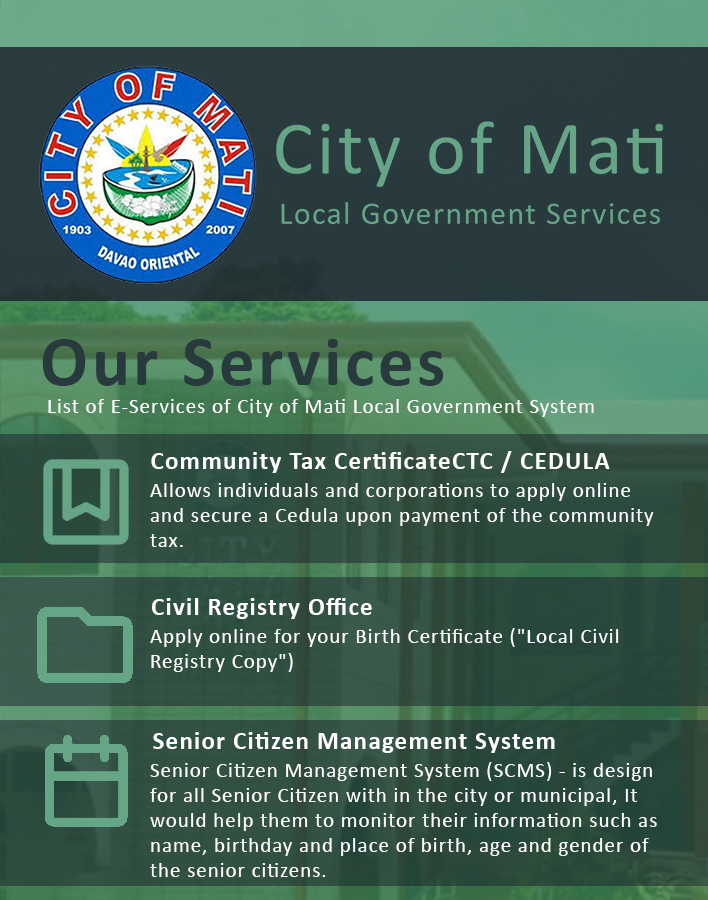 CITY OF MATI
1903
2007
DAVAO ORIENTAL
City of Mati
Local Government Services
Our Services
List of E-Services of City of Mati Local Government System
Community Tax CertificateCTC / CEDULA
Allows individuals and corporations to apply online
and secure a Cedula upon payment of the community
tax.
Civil Registry Office
Apply online for your Birth Certificate ("Local Civil
Registry Copy")
Senior Citizen Management System
Senior Citizen Management System (SCMS) - is design
for all Senior Citizen with in the city or municipal, It
would help them to monitor their information such as
name, birthday and place of birth, age and gender of
the senior citizens.